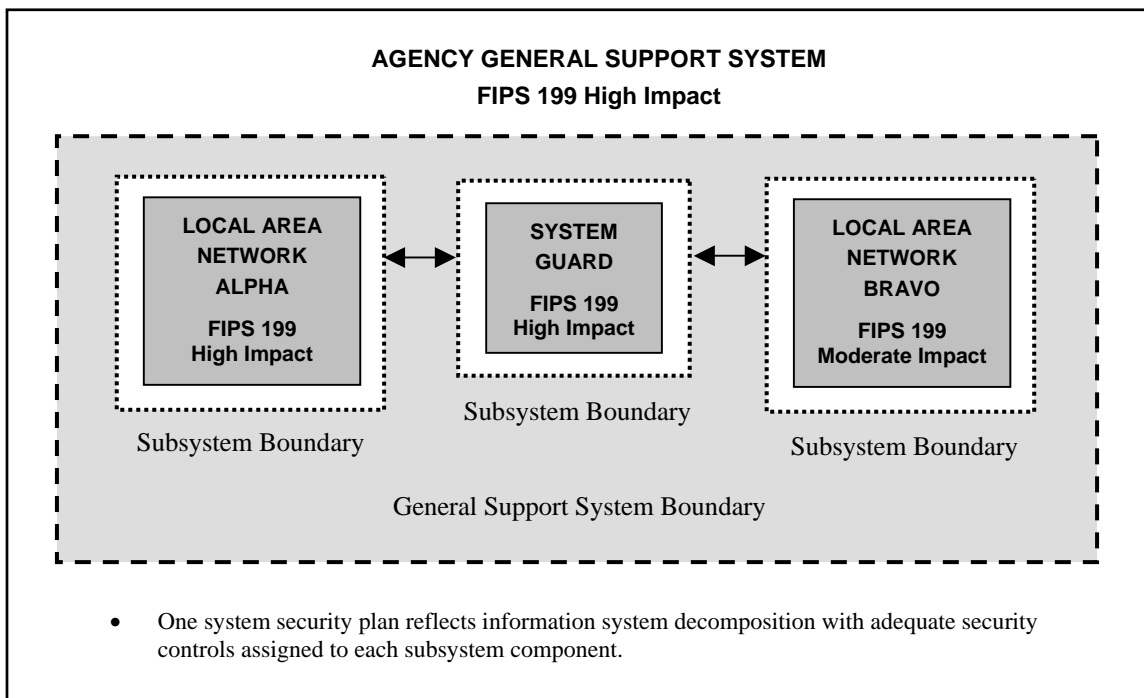 AGENCY GENERAL SUPPORT SYSTEM
FIPS 199 High Impact
LOCAL AREA
NETWORK
ALPHA
FIPS 199
High Impact
Subsystem Boundary
SYSTEM
GUARD
FIPS 199
High Impact
Subsystem Boundary
LOCAL AREA
NETWORK
BRAVO
FIPS 199
Moderate Impact
Subsystem Boundary
General Support System Boundary
• One system security plan reflects information system decomposition with adequate security
controls assigned to each subsystem component.